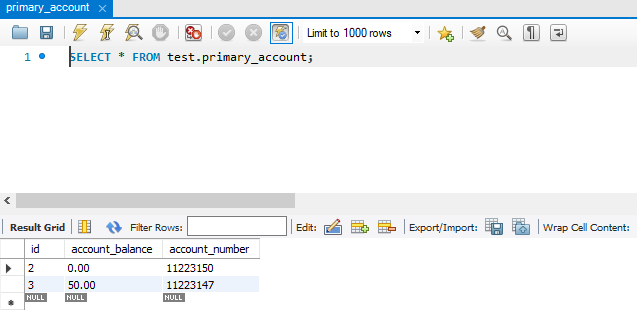 primary_account
Limit to 1000 rows
1 SELECT * FROM test.primary_account;
Result Grid Filter Rows: Edit: Export/Import: Wrap Cell Content:
id account_balance account_number
2 0.00 11223150
3 50.00 11223147
NULL NULL NULL